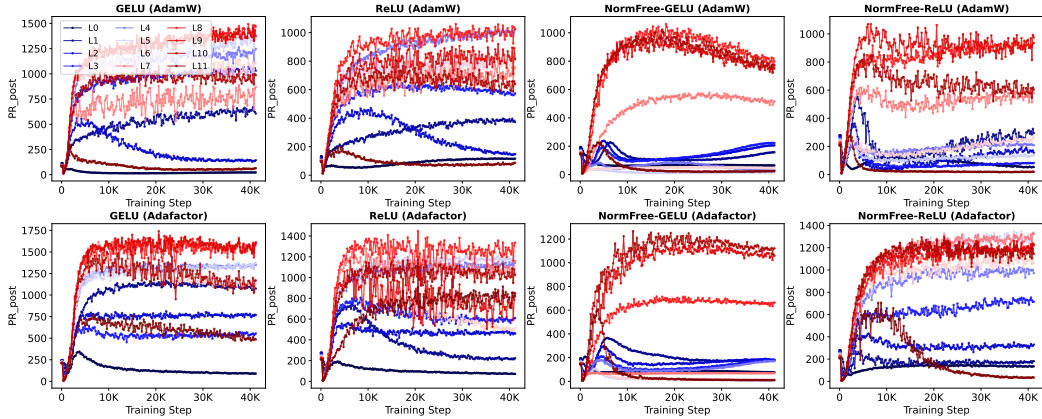 GELU (AdamW)
ReLU (AdamW)
NormFree-GELU (AdamW)
NormFree-ReLU (AdamW)
PR_post
1500
1250
1000
750
500
250
0
L0
L1
L2
L3
L4
L5
L6
L7
L8
L9
L10
L11
0
10K
20K
30K
40K
Training Step
PR_post
1000
800
600
400
200
0
0
10K
20K
30K
40K
Training Step
PR_post
1000
800
600
400
200
0
0
10K
20K
30K
40K
Training Step
PR_post
1000
800
600
400
200
0
0
10K
20K
30K
40K
Training Step
GELU (Adafactor)
ReLU (Adafactor)
NormFree-GELU (Adafactor)
NormFree-ReLU (Adafactor)
PR_post
1750
1500
1250
1000
750
500
250
0
0
10K
20K
30K
40K
Training Step
PR_post
1400
1200
1000
800
600
400
200
0
0
10K
20K
30K
40K
Training Step
PR_post
1200
1000
800
600
400
200
0
0
10K
20K
30K
40K
Training Step
PR_post
1400
1200
1000
800
600
400
200
0
0
10K
20K
30K
40K
Training Step